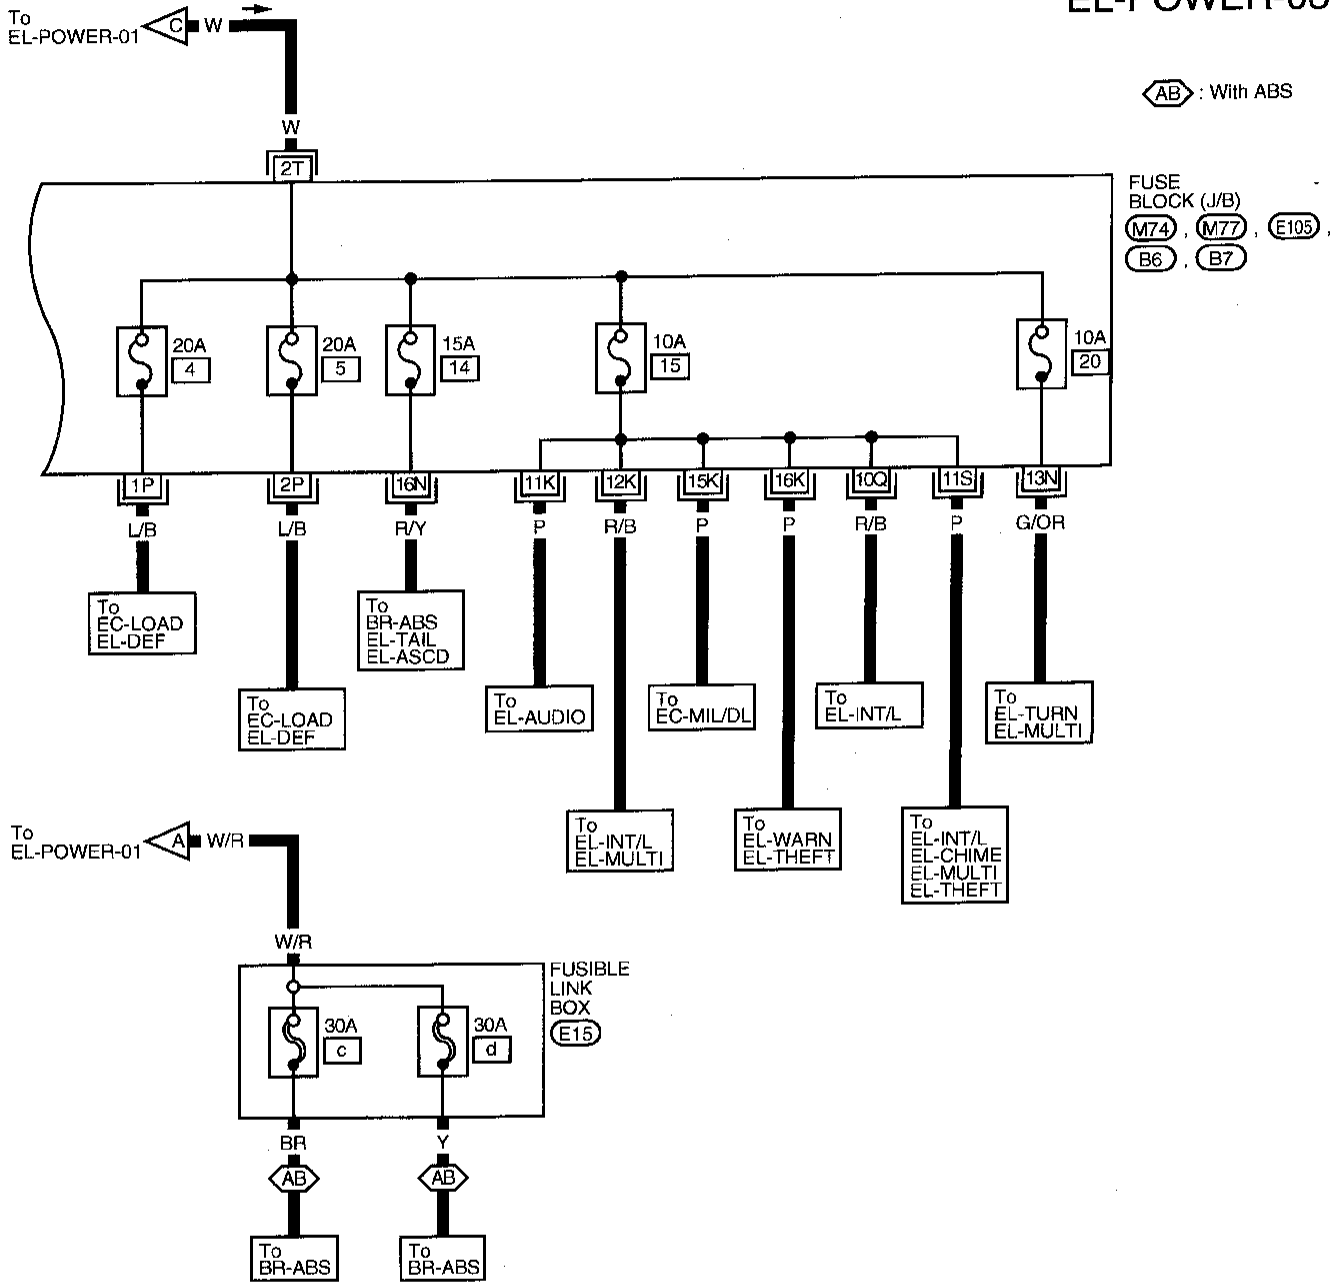 To
EL-POWER-01
C
W
AB : With ABS
W
2T
FUSE
BLOCK (J/B)
M74 , M77 , E105 ,
B6 , B7
20A
4
20A
5
15A
14
10A
15
10A
20
1P
2P
16N
11K
12K
15K
16K
10Q
11S
13N
L/B
L/B
R/Y
P
R/B
P
P
R/B
P
G/OR
To
EC-LOAD
EL-DEF
To
BR-ABS
EL-TAIL
EL-ASCD
To
EC-LOAD
EL-DEF
To
EL-AUDIO
To
EC-MIL/DL
To
EL-INT/L
To
EL-TURN
EL-MULTI
To
EL-INT/L
EL-MULTI
To
EL-WARN
EL-THEFT
To
EL-INT/L
EL-CHIME
EL-MULTI
EL-THEFT
To
EL-POWER-01
A
W/R
W/R
FUSIBLE
LINK
BOX
E15
30A
c
30A
d
BR
Y
AB
AB
To
BR-ABS
To
BR-ABS